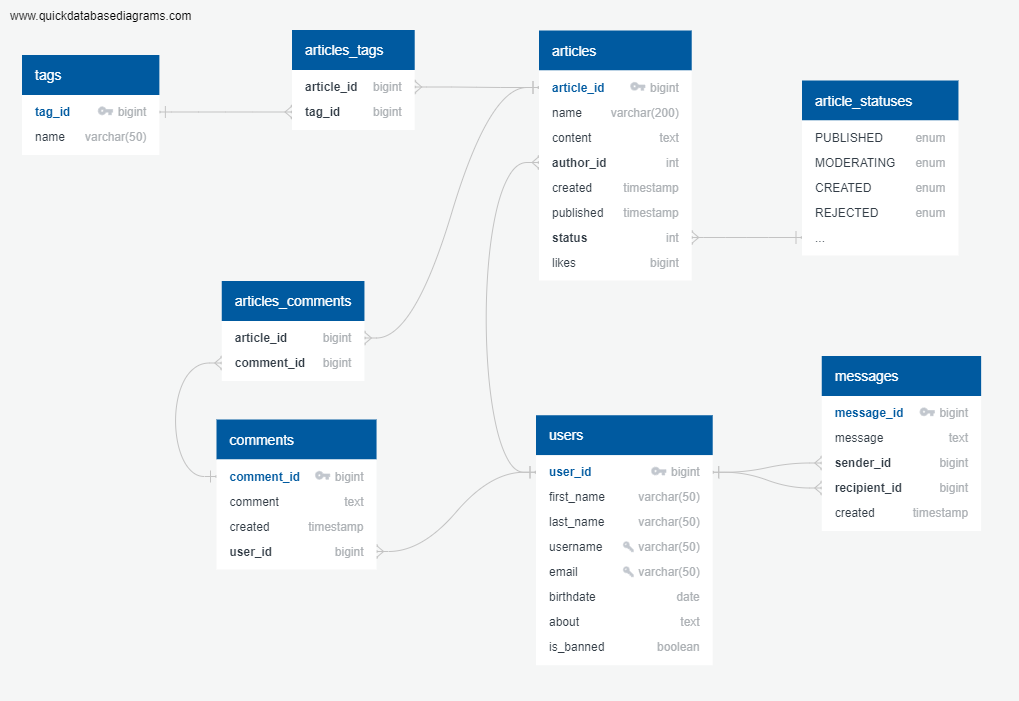 www.quickdatabasediagrams.com
tags
tag_id bigint
name varchar(50)
articles_tags
article_id bigint
tag_id bigint
articles
article_id bigint
name varchar(200)
content text
author_id int
created timestamp
published timestamp
status int
likes bigint
article_statuses
PUBLISHED enum
MODERATING enum
CREATED enum
REJECTED enum
...
articles_comments
article_id bigint
comment_id bigint
comments
comment_id bigint
comment text
created timestamp
user_id bigint
users
user_id bigint
first_name varchar(50)
last_name varchar(50)
username varchar(50)
email varchar(50)
birthdate date
about text
is_banned boolean
messages
message_id bigint
message text
sender_id bigint
recipient_id bigint
created timestamp